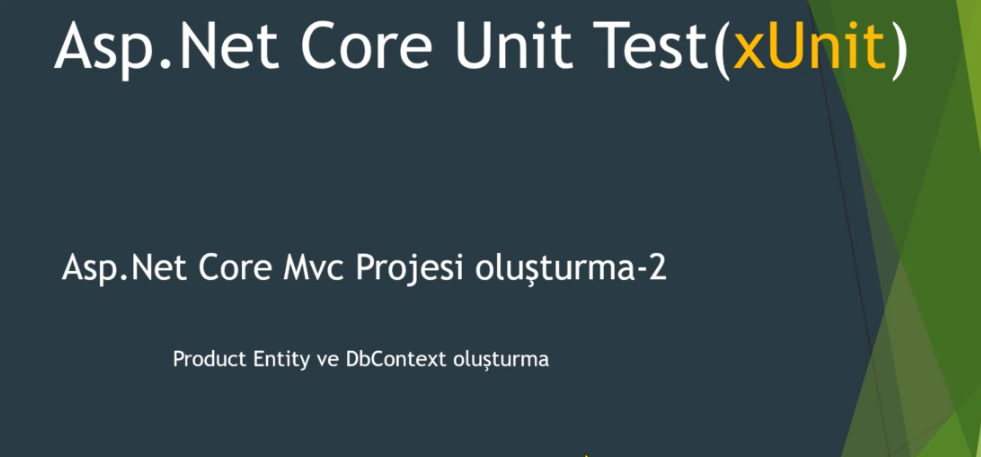 Asp.Net Core Unit Test(xUnit)
Asp.Net Core Mvc Projesi oluşturma-2
Product Entity ve DbContext oluşturma